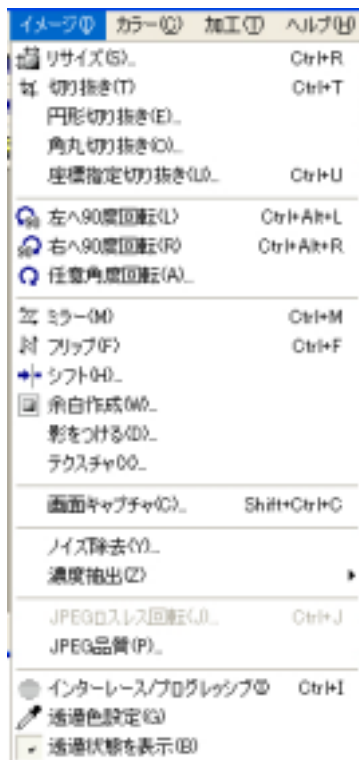 イメージ(I) カラー(C) 加工(T) ヘルプ(H)
リサイズ(S)... Ctrl+R
切り抜き(T) Ctrl+T
円形切り抜き(E)...
角丸切り抜き(O)...
座標指定切り抜き(U)... Ctrl+U
左へ90度回転(L) Ctrl+Alt+L
右へ90度回転(R) Ctrl+Alt+R
任意角度回転(A)...
ミラー(M) Ctrl+M
フリップ(F) Ctrl+F
シフト(H)...
余白作成(W)...
影をつける(D)...
テクスチャ(X)...
画面キャプチャ(C)... Shift+Ctrl+C
ノイズ除去(Y)...
濃度抽出(Z)
JPEGロスレス回転(J)... Ctrl+J
JPEG品質(P)...
インターレース/プログレッシブ Ctrl+I
透過色設定(G)
透過状態を表示(B)